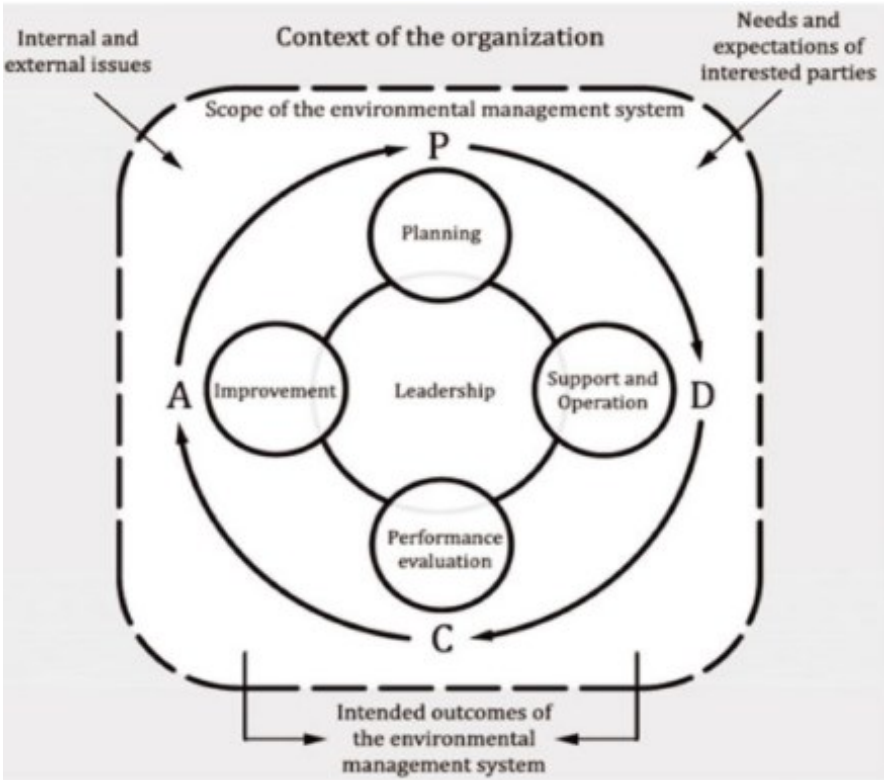 Internal and
external issues
Context of the organization
Needs and
expectations of
interested parties
Scope of the environmental management system
P
Planning
A
Improvement
Leadership
Support and
Operation
D
Performance
evaluation
C
Intended outcomes of
the environmental
management system